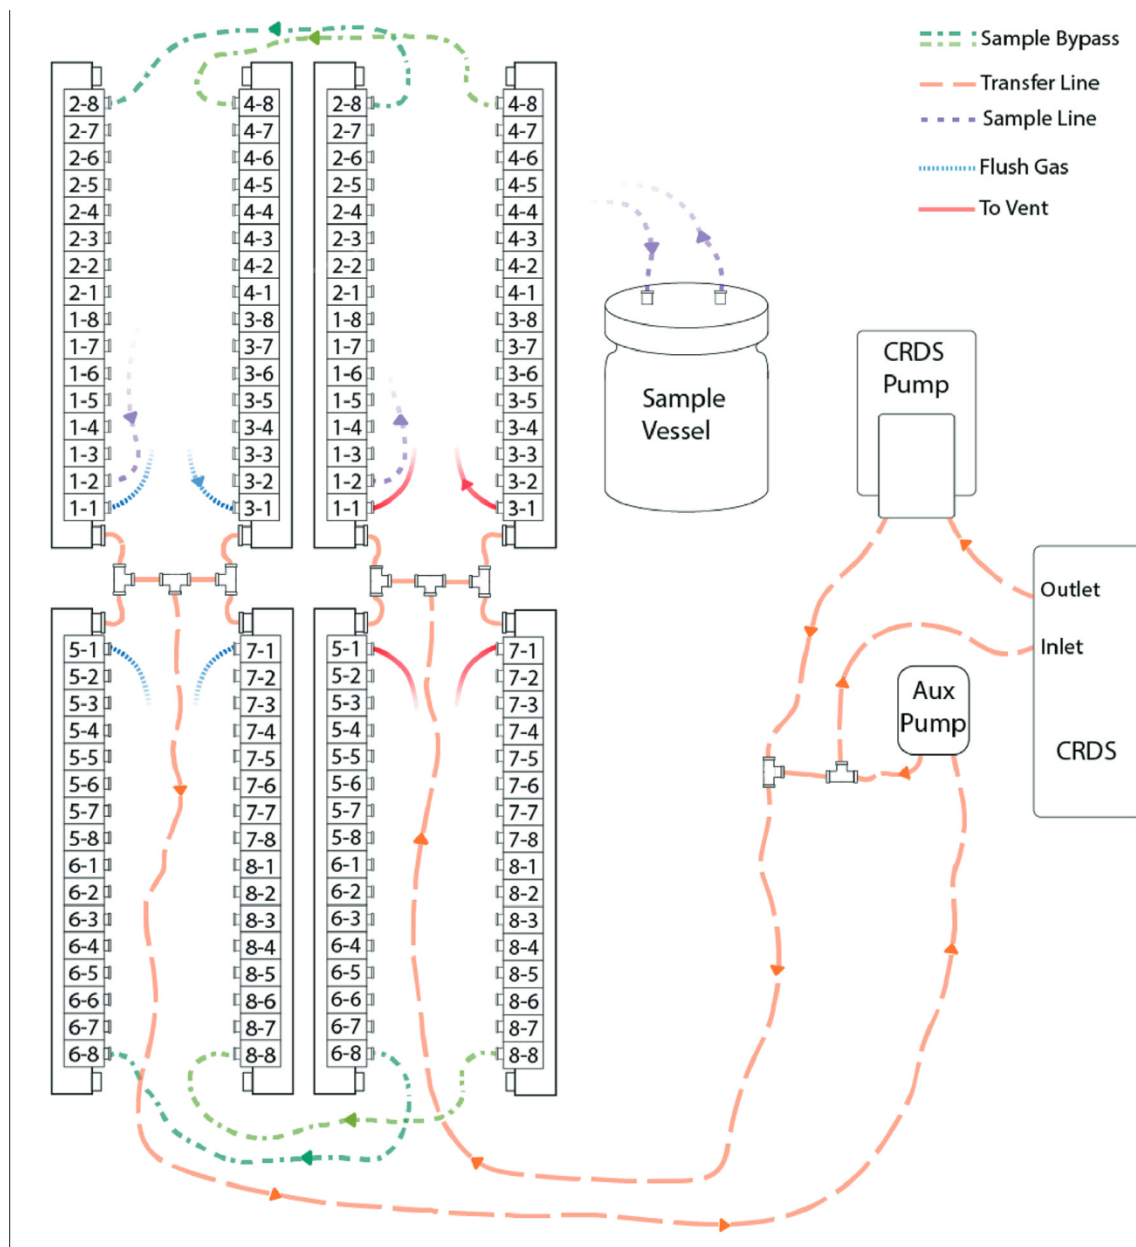 Sample Bypass
Transfer Line
Sample Line
Flush Gas
To Vent
2-8 4-8 2-8 4-8
2-7 4-7 2-7 4-7
2-6 4-6 2-6 4-6
2-5 4-5 2-5 4-5
2-4 4-4 2-4 4-4
2-3 4-3 2-3 4-3
2-2 4-2 2-2 4-2
2-1 4-1 2-1 4-1
1-8 3-8 1-8 3-8
1-7 3-7 1-7 3-7
1-6 3-6 1-6 3-6
1-5 3-5 1-5 3-5
1-4 3-4 1-4 3-4
1-3 3-3 1-3 3-3
1-2 3-2 1-2 3-2
1-1 3-1 1-1 3-1
Sample
Vessel
CRDS
Pump
Outlet
Inlet
Aux
Pump
CRDS
5-1 7-1 5-1 7-1
5-2 7-2 5-2 7-2
5-3 7-3 5-3 7-3
5-4 7-4 5-4 7-4
5-5 7-5 5-5 7-5
5-6 7-6 5-6 7-6
5-7 7-7 5-7 7-7
5-8 7-8 5-8 7-8
6-1 8-1 6-1 8-1
6-2 8-2 6-2 8-2
6-3 8-3 6-3 8-3
6-4 8-4 6-4 8-4
6-5 8-5 6-5 8-5
6-6 8-6 6-6 8-6
6-7 8-7 6-7 8-7
6-8 8-8 6-8 8-8